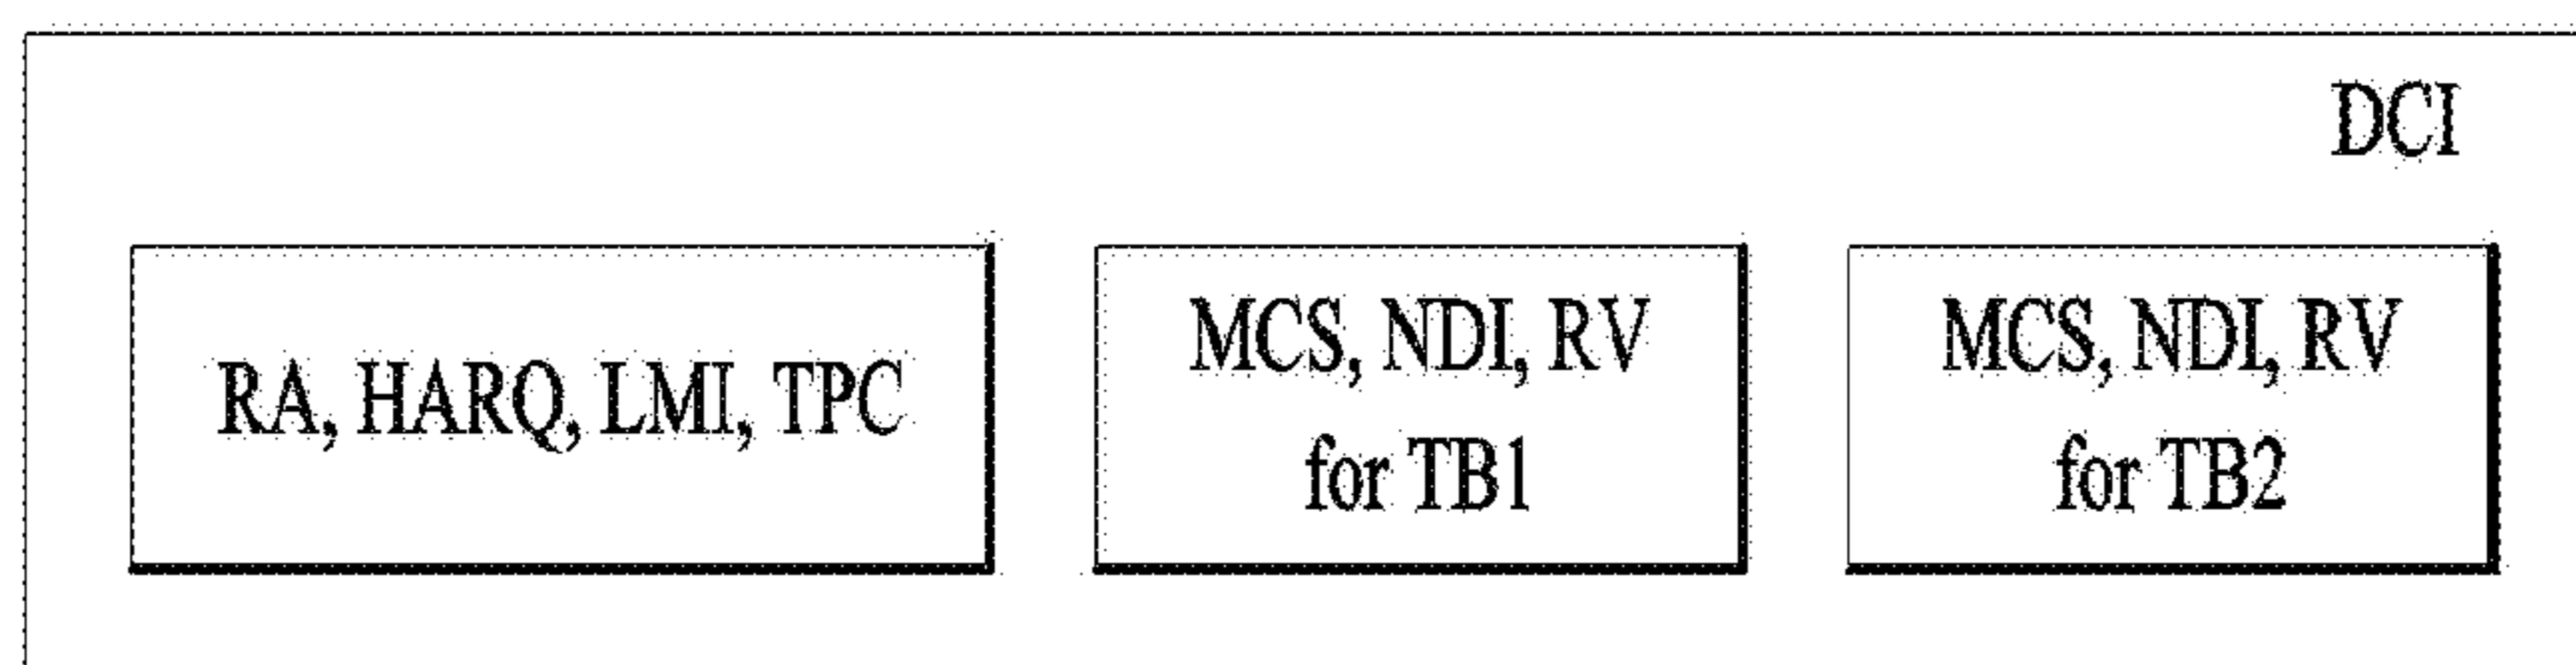 DCI
RA, HARQ, LMI, TPC
MCS, NDI, RV
for TB1
MCS, NDI, RV
for TB2